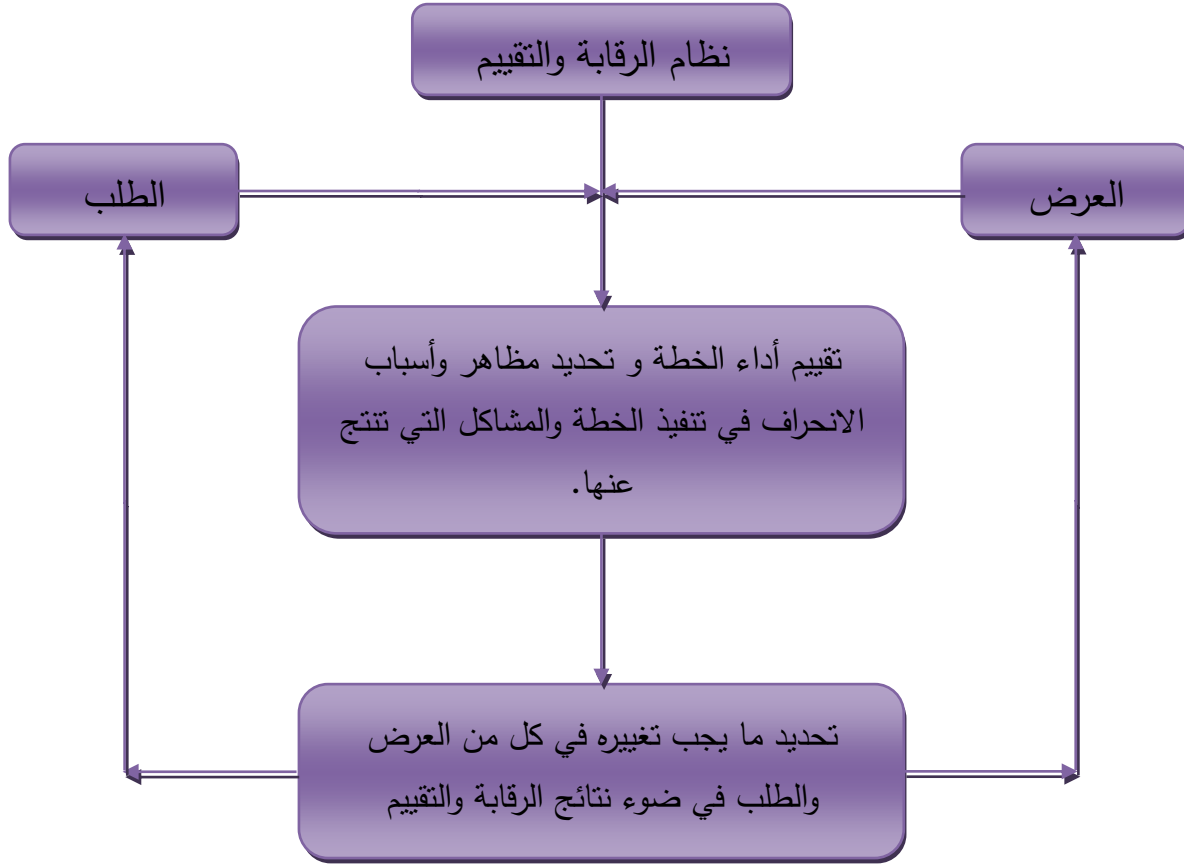 نظام الرقابة والتقييم
العرض
الطلب
تقييم أداء الخطة و تحديد مظاهر وأسباب
الانحراف في تنفيذ الخطة والمشاكل التي تنتج
عنها.
تحديد ما يجب تغييره في كل من العرض
والطلب في ضوء نتائج الرقابة والتقييم